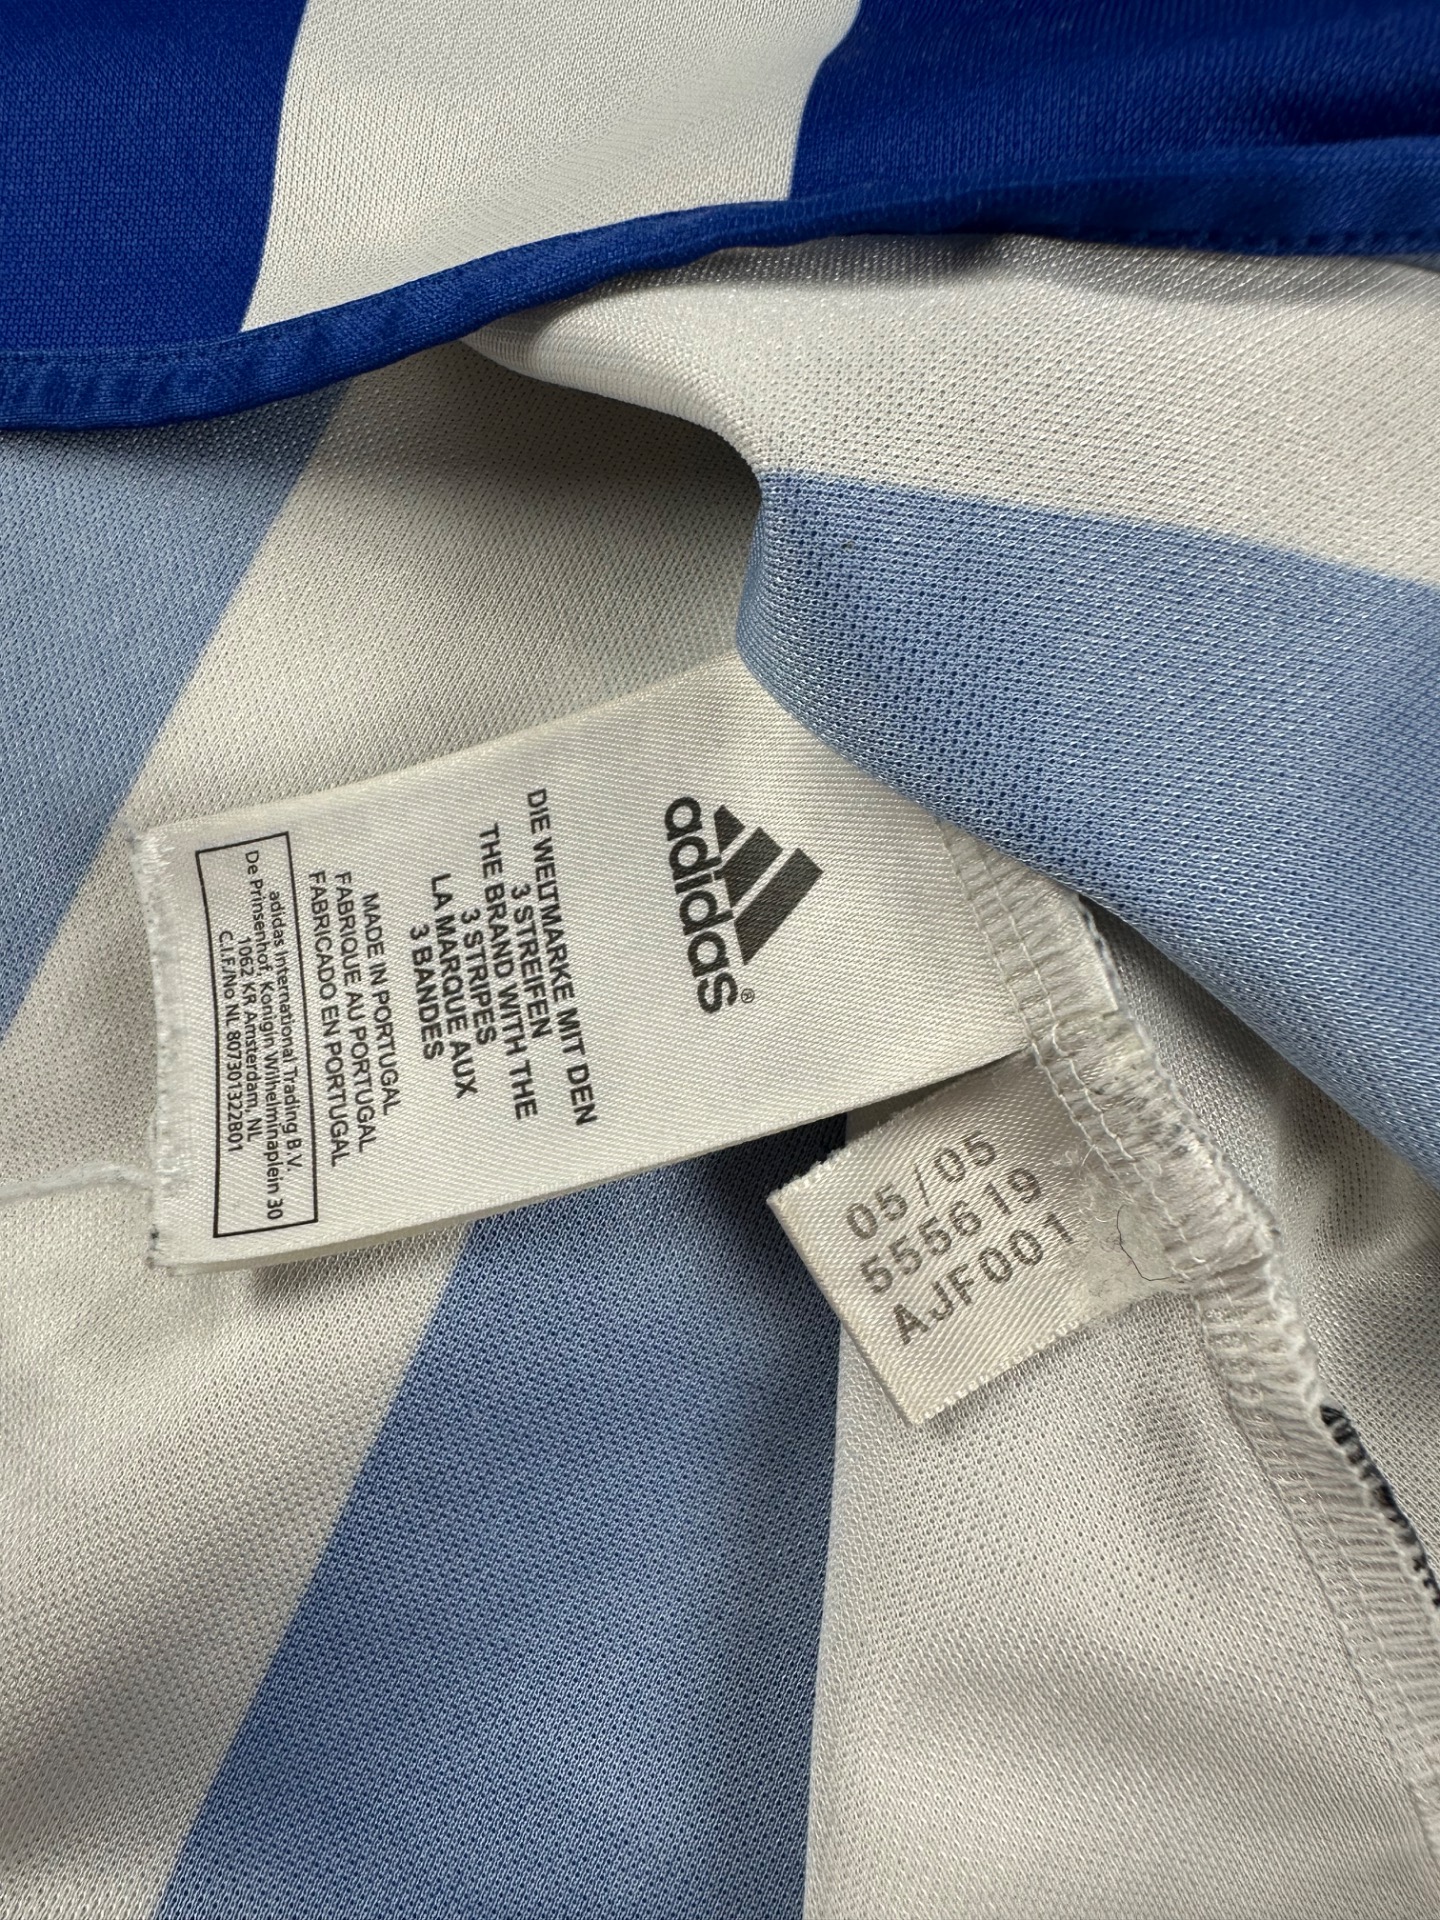 adidas®
DIE WELTMARKE MIT DEN
3 STREIFEN
THE BRAND WITH THE
3 STRIPES
LA MARQUE AUX
3 BANDES
MADE IN PORTUGAL
FABRIQUE AU PORTUGAL
FABRICADO EN PORTUGAL
adidas International Trading B.V.
De Prinsenhof, Konigin Wilhelminaplein 30
1062 KR Amsterdam, NL
C.I.F./No NL 807301322B01
05/05
555619
AJF001